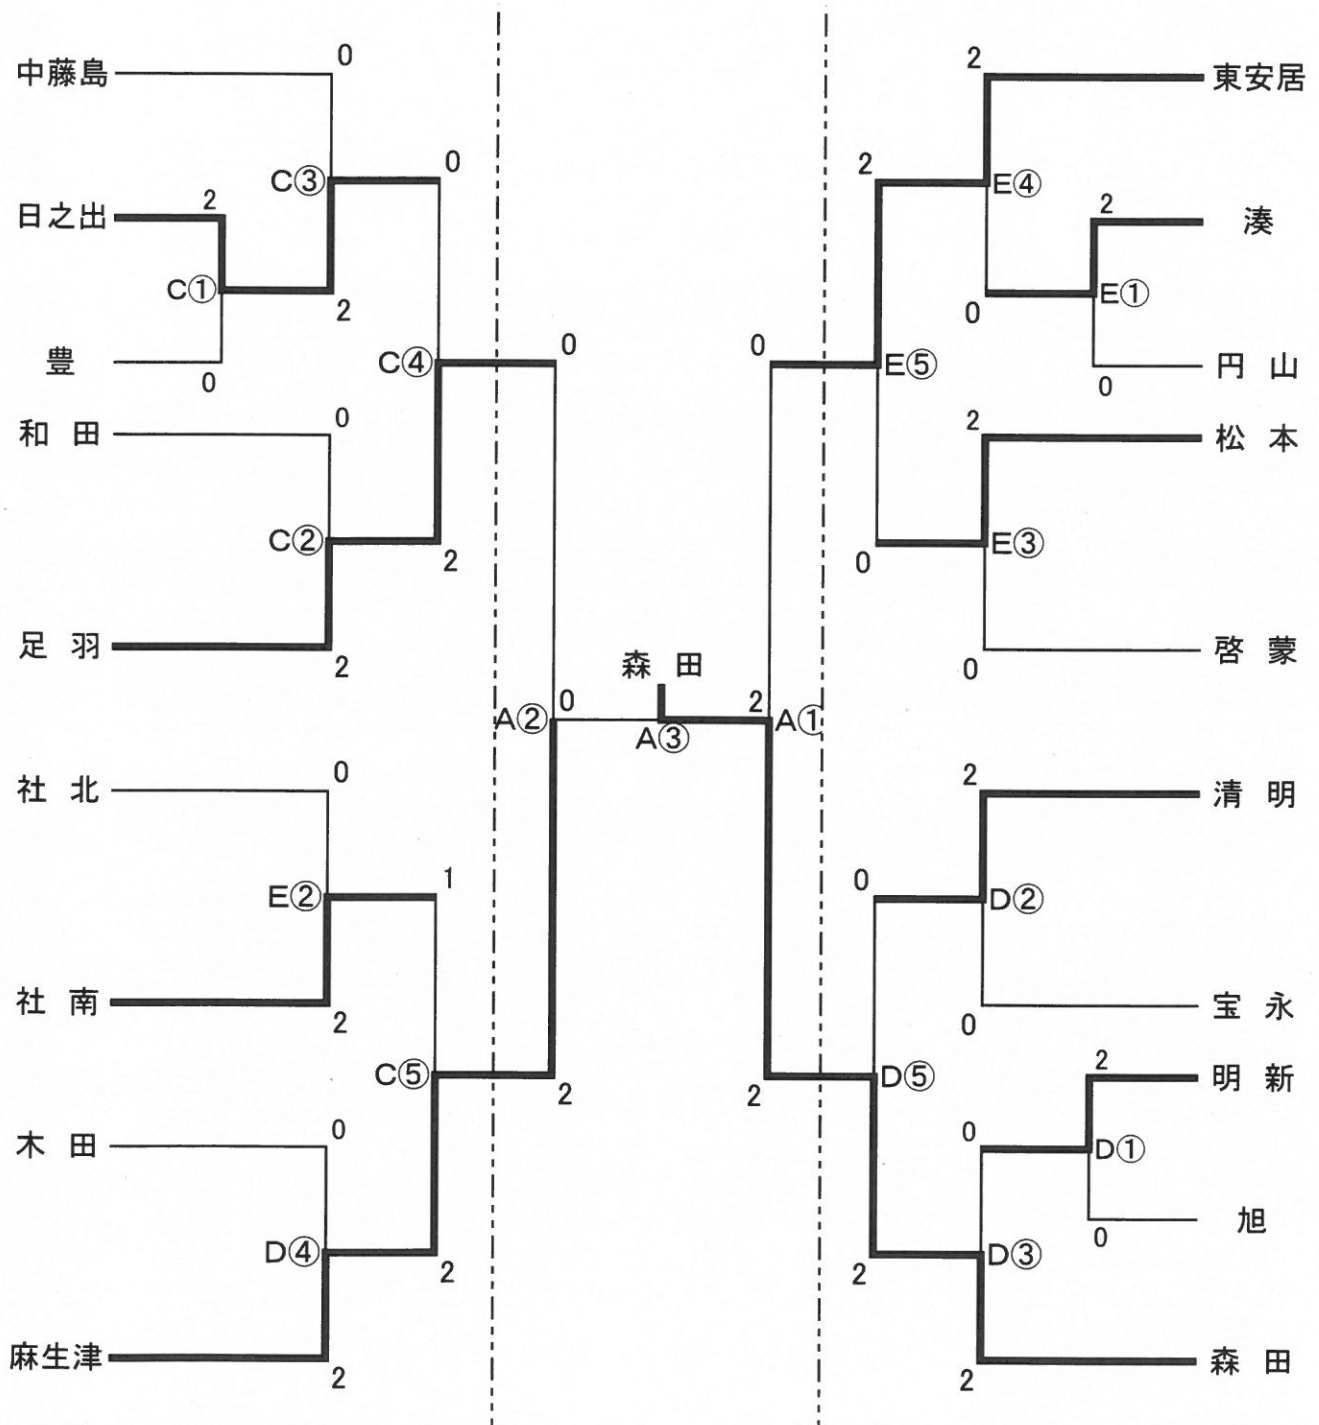 中藤島 0 2 東安居
C③ 0 2 E④
日之出 2 2 湊
C① 2 0 E①
豊 0 C④ 0 0 E⑤ 0 円山
和田 0 2 松本
C② 2 0 E③
足羽 2 0 啓蒙
森田
A② 0 A③ 2 A①
社北 0 2 清明
E② 1 0 D②
社南 2 0 宝永
C⑤ 2 2 D⑤ 2 明新
木田 0 0 D①
D④ 2 2 D③ 0 旭
麻生津 2 2 森田